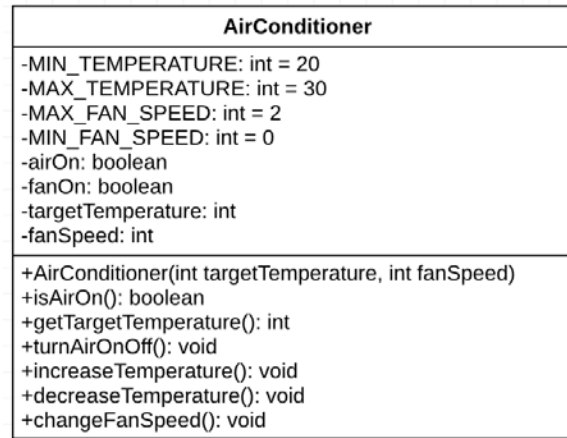 AirConditioner
-MIN_TEMPERATURE: int = 20
-MAX_TEMPERATURE: int = 30
-MAX_FAN_SPEED: int = 2
-MIN_FAN_SPEED: int = 0
-airOn: boolean
-fanOn: boolean
-targetTemperature: int
-fanSpeed: int
+AirConditioner(int targetTemperature, int fanSpeed)
+isAirOn(): boolean
+getTargetTemperature(): int
+turnAirOnOff(): void
+increaseTemperature(): void
+decreaseTemperature(): void
+changeFanSpeed(): void